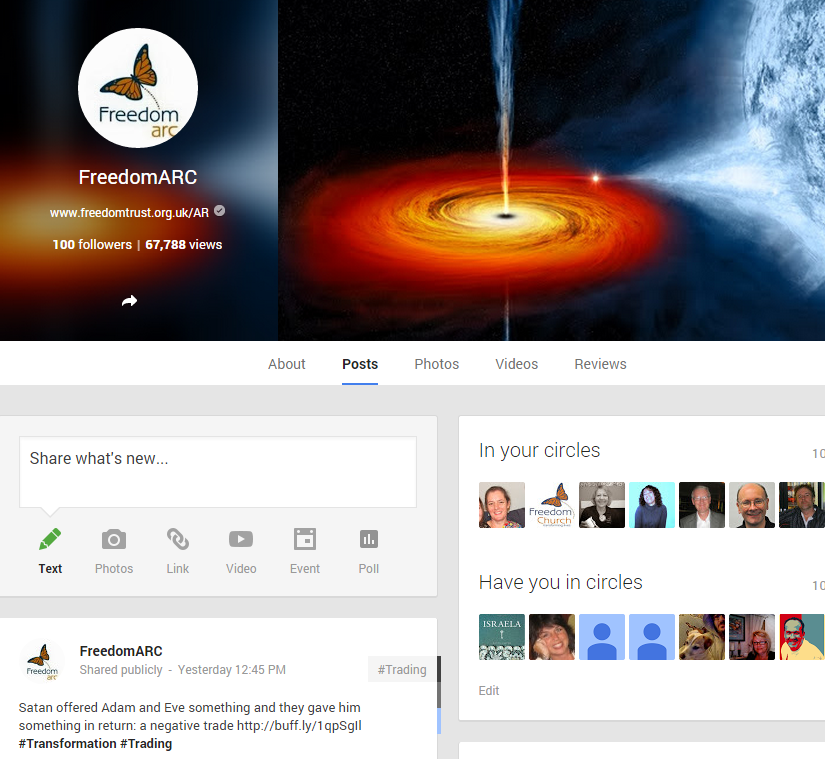 Freedom
arc
FreedomARC
www.freedomtrust.org.uk/AR
100 followers | 67,788 views
About Posts Photos Videos Reviews
Share what's new...
Text Photos Link Video Event Poll
In your circles
10
Freedom
Church
Have you in circles
10
ISRAELA
Edit
FreedomARC
Shared publicly - Yesterday 12:45 PM
#Trading
Freedom
arc
Satan offered Adam and Eve something and they gave him
something in return: a negative trade http://buff.ly/1qpSgIl
#Transformation #Trading